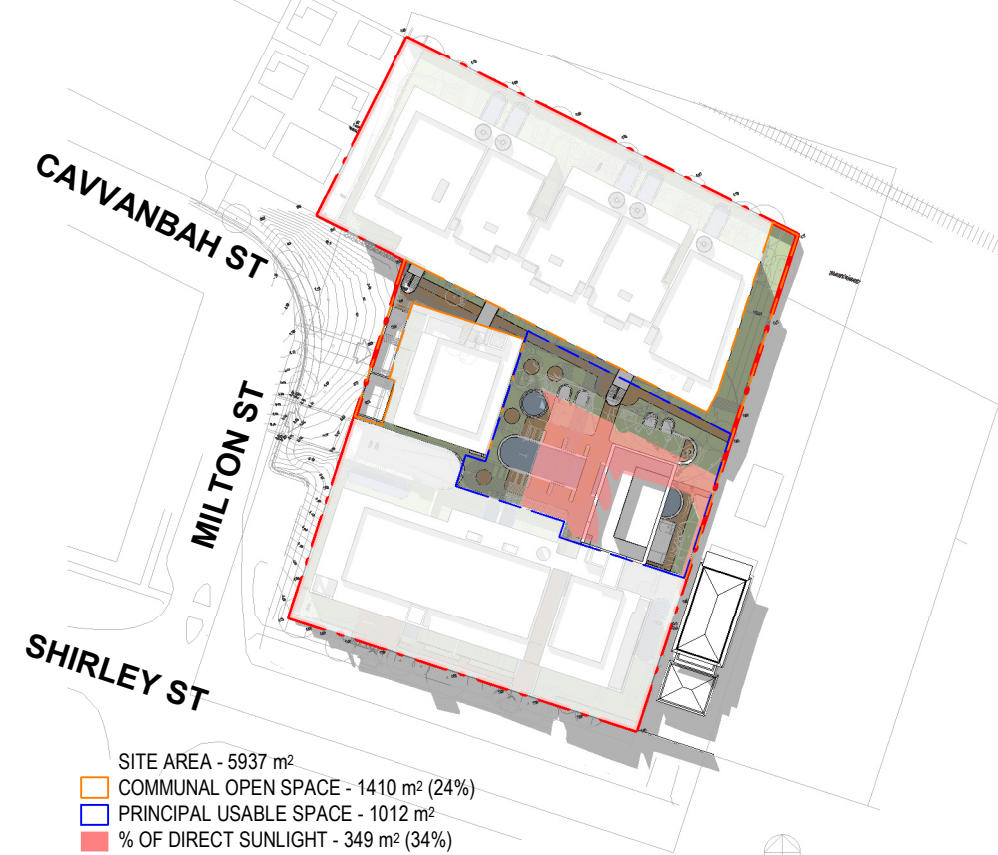 CAVVANBAH ST
MILTON ST
SHIRLEY ST
SITE AREA - 5937 m²
COMMUNAL OPEN SPACE - 1410 m² (24%)
PRINCIPAL USABLE SPACE - 1012 m²
% OF DIRECT SUNLIGHT - 349 m² (34%)